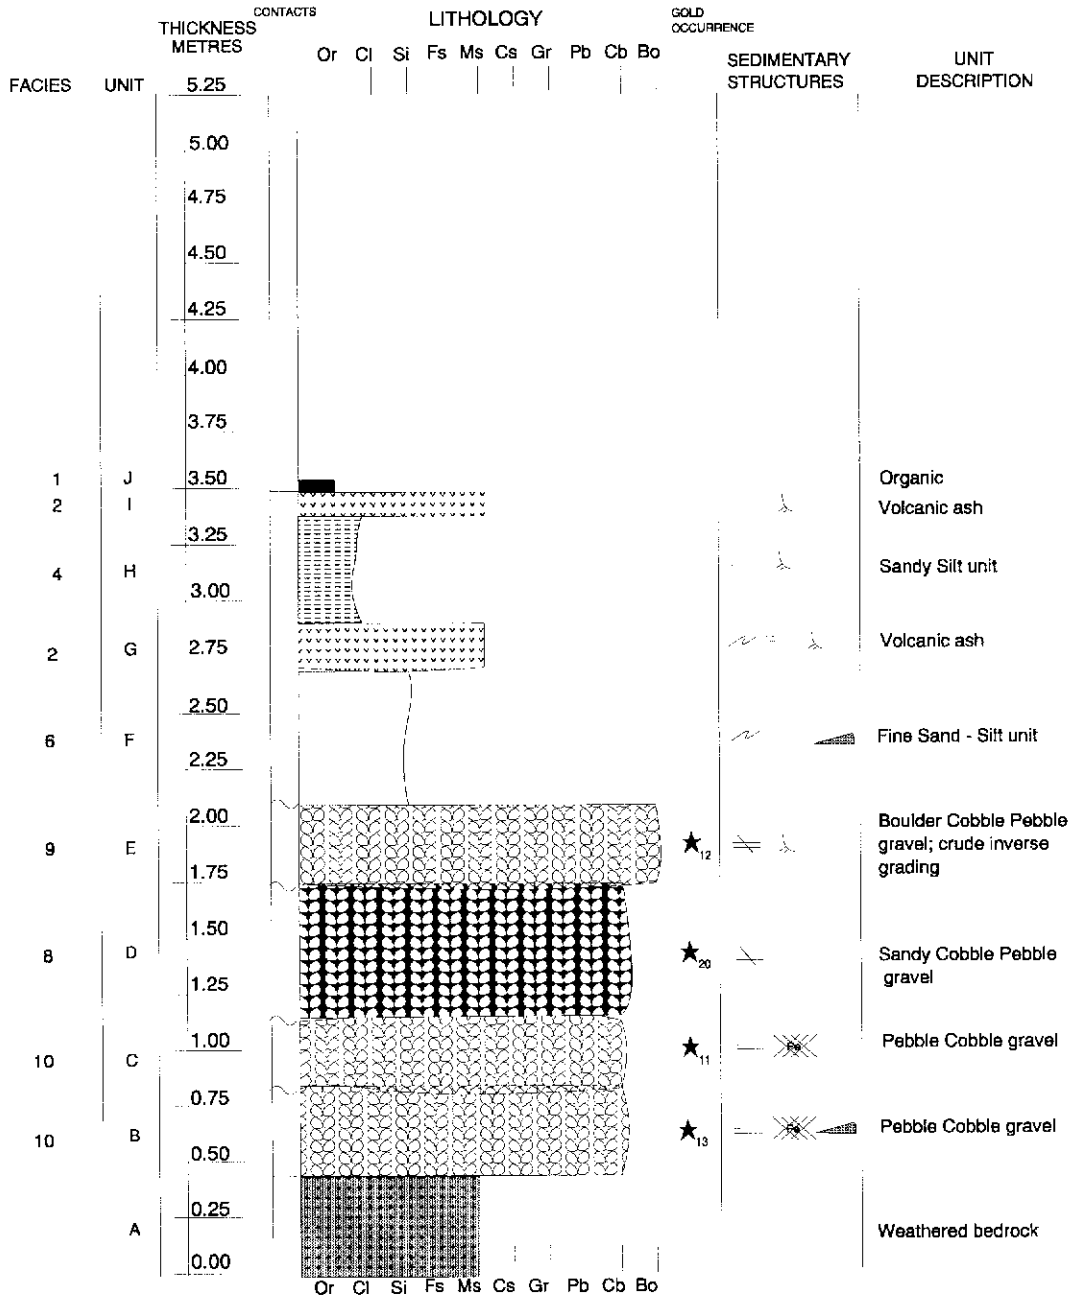 CONTACTS
LITHOLOGY
GOLD
OCCURRENCE
THICKNESS
METRES
Or Cl Si Fs Ms Cs Gr Pb Cb Bo
SEDIMENTARY
STRUCTURES
UNIT
DESCRIPTION
FACIES UNIT 5.25
5.00
4.75
4.50
4.25
4.00
3.75
1 J 3.50 Organic
2 I Volcanic ash
3.25
4 H Sandy Silt unit
3.00
2 G 2.75 Volcanic ash
2.50
6 F Fine Sand - Silt unit
2.25
2.00
Boulder Cobble Pebble
9 E 12 gravel; crude inverse
grading
1.75
1.50
8 D 20 Sandy Cobble Pebble
gravel
1.25
1.00
10 C 11 Fe Pebble Cobble gravel
0.75
10 B 13 Fe Pebble Cobble gravel
0.50
0.25
A Weathered bedrock
0.00
Or Cl Si Fs Ms Cs Gr Pb Cb Bo